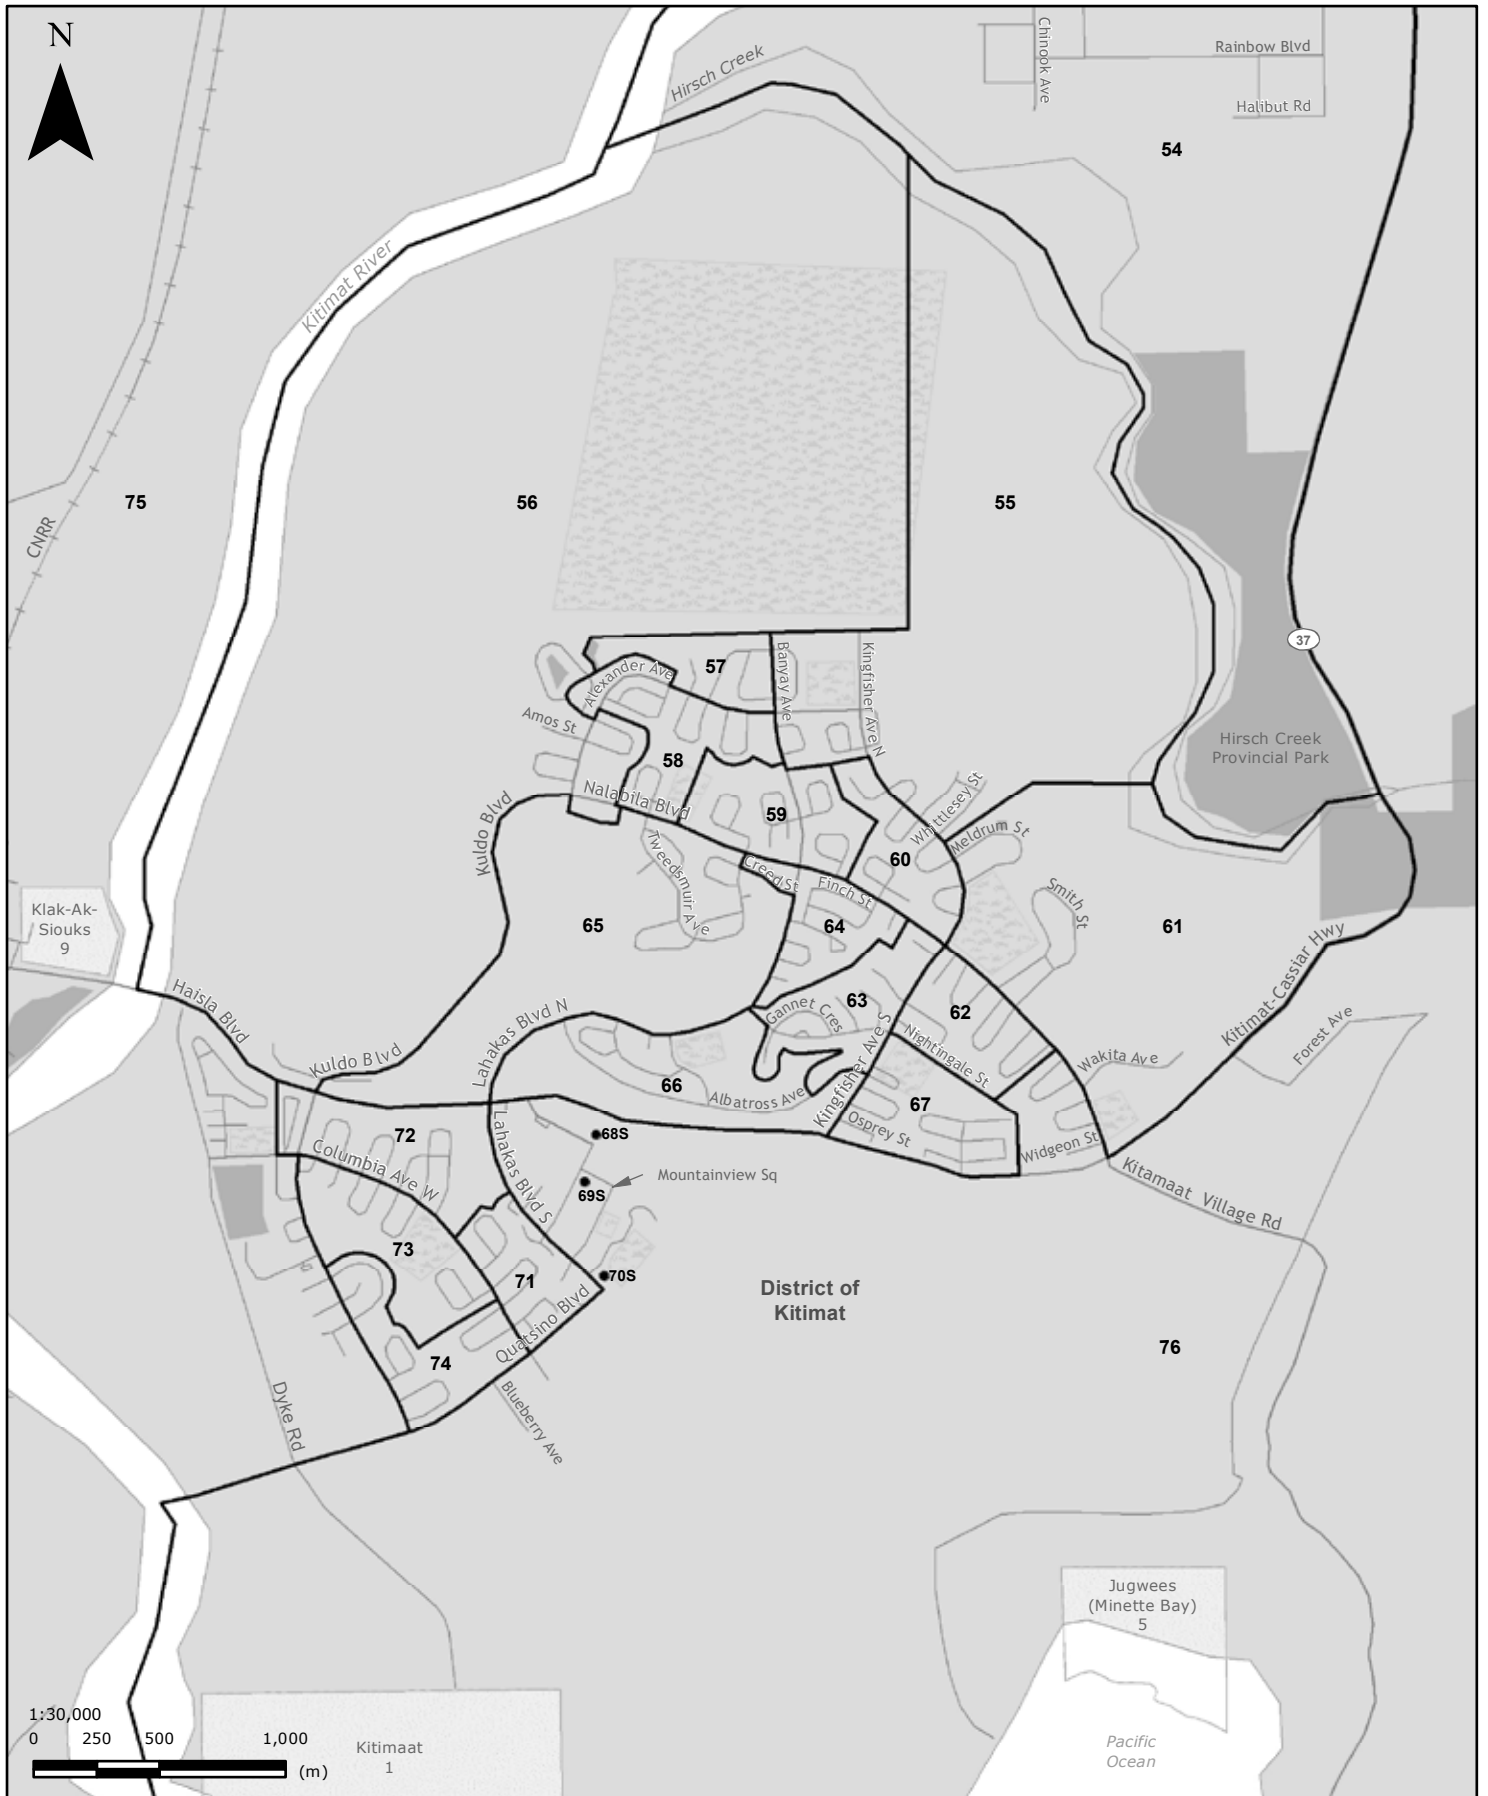 N
Hirsch Creek
Chinook Ave
Rainbow Blvd
Halibut Rd
54
Kitimat River
75
56
55
CNRR
37
57
Banyay Ave
Kingfisher Ave N
Alexander Ave
Amos St
58
Hirsch Creek
Provincial Park
Nalabila Blvd
59
Kuldo Blvd
Whittlesey St
Meldrum St
60
Tweedsmuir Ave
Creed St
Finch St
Smith St
Klak-Ak-
Siouks
9
65
64
61
Haisla Blvd
Kitimat-Cassiar Hwy
Lahakas Blvd N
Gannet Cres
63
62
Forest Ave
Kuldo Blvd
Nightingale St
Wakita Ave
66
Albatross Ave
Kingfisher Ave S
67
Osprey St
72
Lahakas Blvd S
68S
Columbia Ave W
Widgeon St
Mountainview Sq
69S
Kitamaat Village Rd
73
71
70S
District of
Kitimat
Quatsino Blvd
74
76
Dyke Rd
Blueberry Ave
Jugwees
(Minette Bay)
5
1:30,000
0 250 500 1,000
(m)
Kitimaat
1
Pacific
Ocean